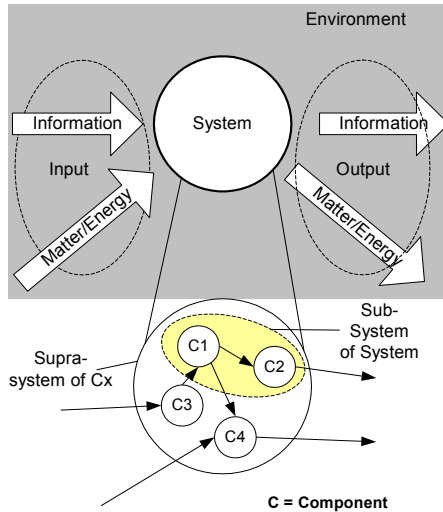 Environment
Information
System
Information
Input
Output
Matter/Energy
Matter/Energy
Sub-
System
of System
Supra-
system of Cx
C1
C2
C3
C4
C = Component